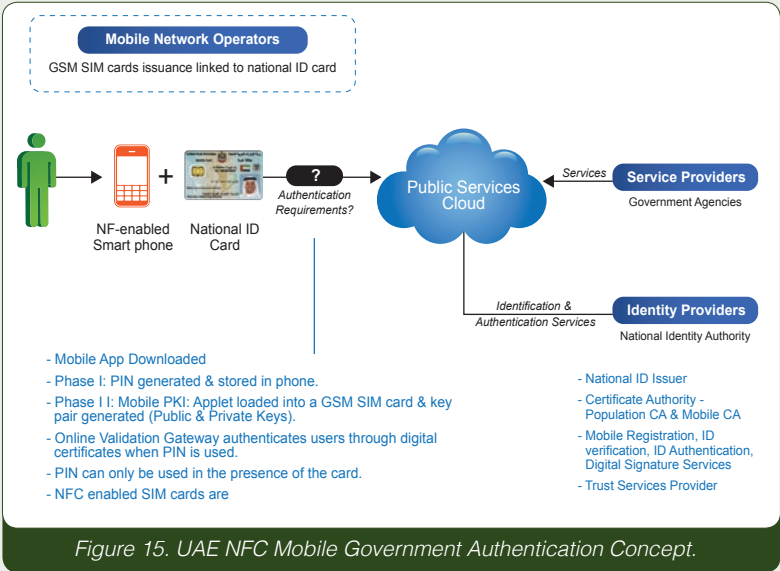 Mobile Network Operators
GSM SIM cards issuance linked to national ID card
NF-enabled
Smart phone
+
National ID
Card
?
Authentication
Requirements?
Public Services
Cloud
Services
Service Providers
Government Agencies
Identification &
Authentication Services
Identity Providers
National Identity Authority
- Mobile App Downloaded
- Phase I: PIN generated & stored in phone.
- Phase I I: Mobile PKI: Applet loaded into a GSM SIM card & key
pair generated (Public & Private Keys).
- Online Validation Gateway authenticates users through digital
certificates when PIN is used.
- PIN can only be used in the presence of the card.
- NFC enabled SIM cards are
- National ID Issuer
- Certificate Authority -
Population CA & Mobile CA
- Mobile Registration, ID
verification, ID Authentication,
Digital Signature Services
- Trust Services Provider
Figure 15. UAE NFC Mobile Government Authentication Concept.